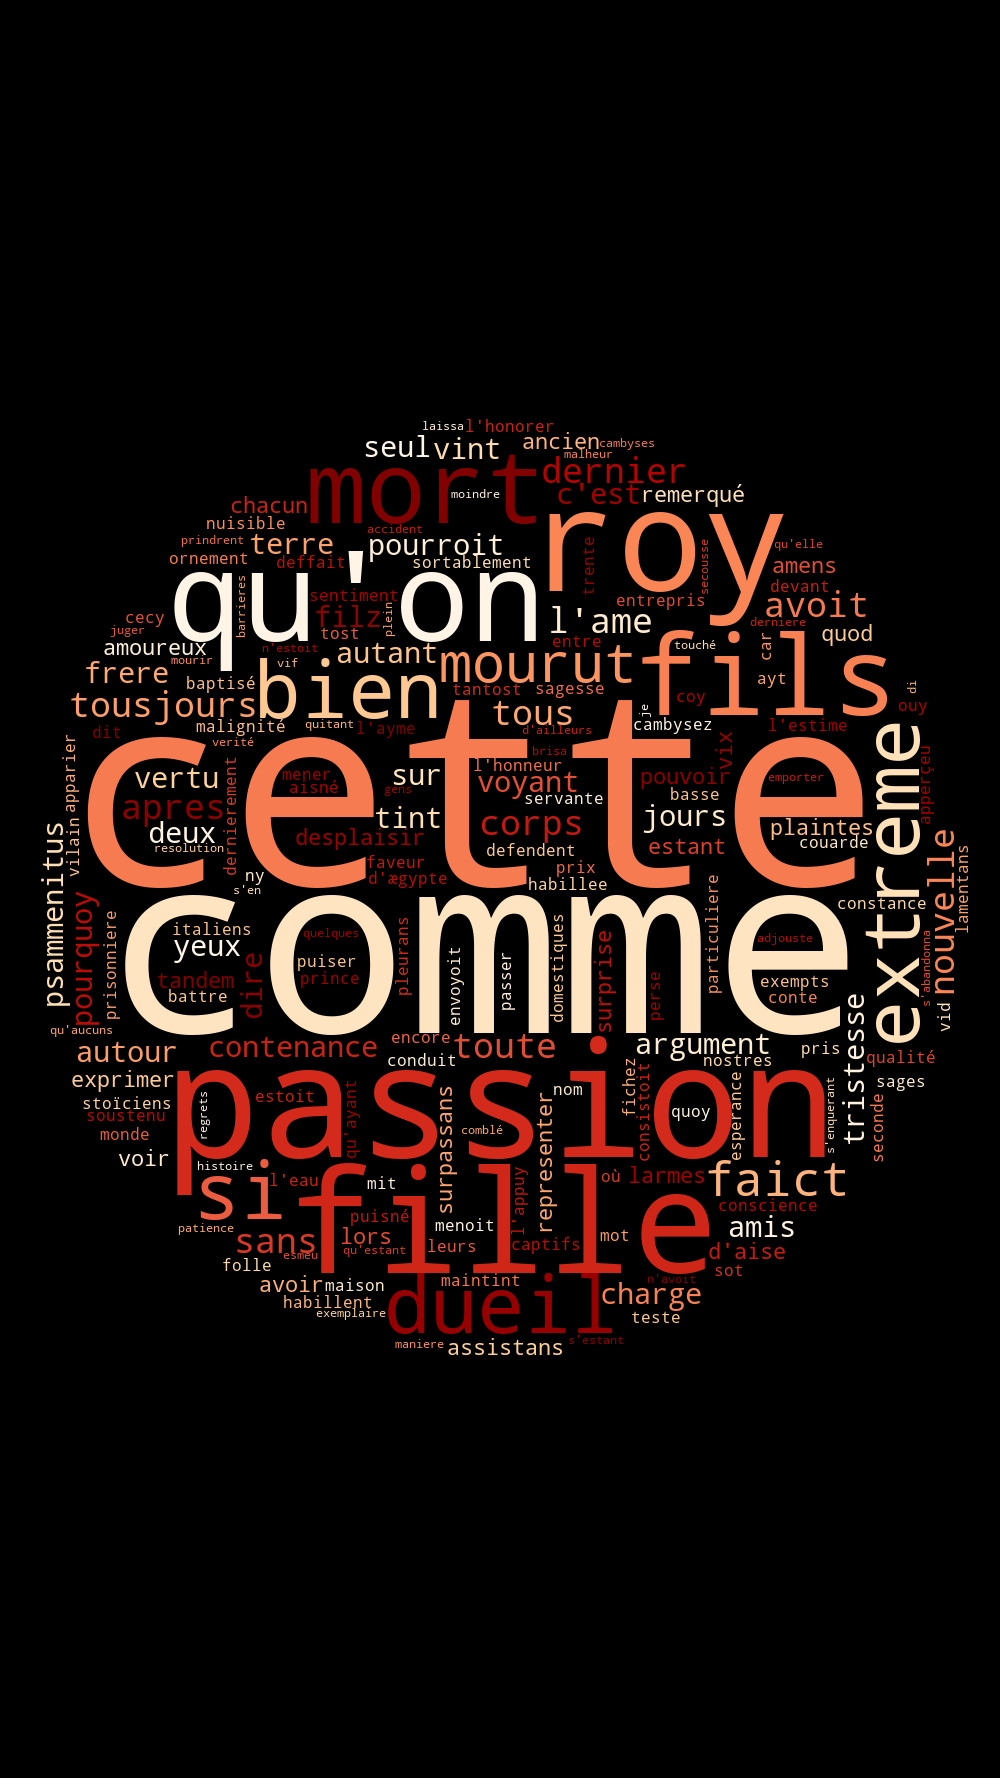 laissa l'honorer
seul vint ancien cambyses
malheur
mort dernier
moindre c'est remerqué
chacun roy
nuisible accident
prindrent terre pourroit qu'elle
ornement deffait sortablement trente secousse amens
qu'on barrieres sentiment plein entrepris devant
cecy filz l'ame avoit
juger tost derniere
amoureux n'estoit autant entre touché car quod
mourir vif mourut fils
frere baptisé bien tantost sagesse coy ayt di
tousjours quitant tous je ouy
dit malignité l'ayme d'ailleurs cambysez l'estime
verité cette brisa vix
apparier vertu mener sur l'honneur pouvoir emporter extreme apperçeu
aisné gens voyant
vilain apres dernierement tint servante basse
deux desplaisir corps jours plaintes
resolution defendent estant couarde
psammenitus faveur prix nouvelle
ny d'ægypte habillee lamentans
s'en comme constance
pourquoy prisonniere italiens quelques pleurans particuliere adjouste s'abandonna
yeux puiser envoyoit passer domestiques surprise
tandem dire prince perse exempts
battre conte vid
qu'aucuns encore
autour contenance toute argument pris tristesse
conduit nostres qualité
exprimer passion sages
stoïciens estoit qu'ayant nom fichez consistoit esperance
soustenu regrets surpassans representer quoy s'enquerant seconde
monde comblé
voir histoire
si l'eau fille mit l'appuy où larmes faict
puisné conscience
patience menoit amis
sans lors leurs captifs mot d'aise
esmeu qu'estant
folle sot
avoir maison maintint n'avoit
habillent dueil charge
exemplaire teste
maniere assistans s'estant